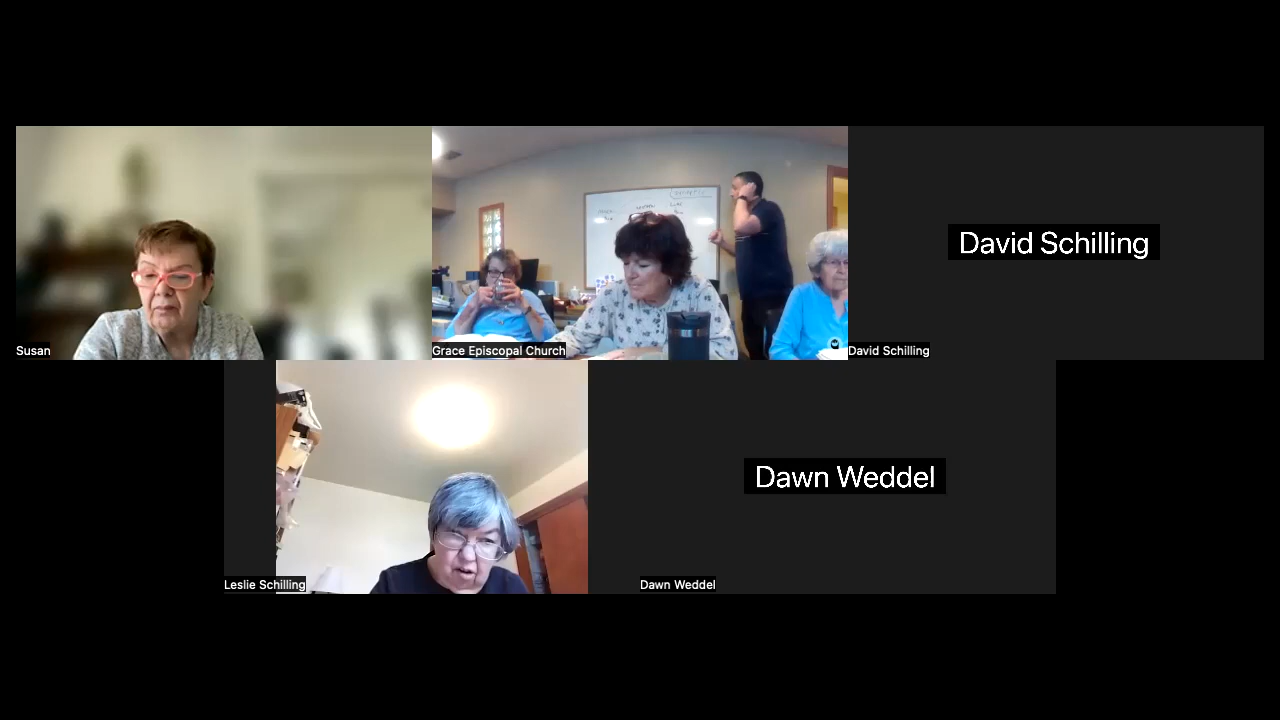 Susan
Grace Episcopal Church
David Schilling
David Schilling
Leslie Schilling
Dawn Weddel
Dawn Weddel